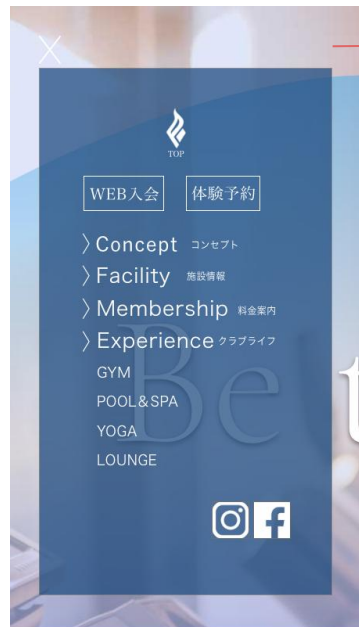 TOP
WEB入会 体験予約
Concept コンセプト
Facility 施設情報
Membership 料金案内
Experience クラブライフ
Be t
GYM
POOL&SPA
YOGA
LOUNGE